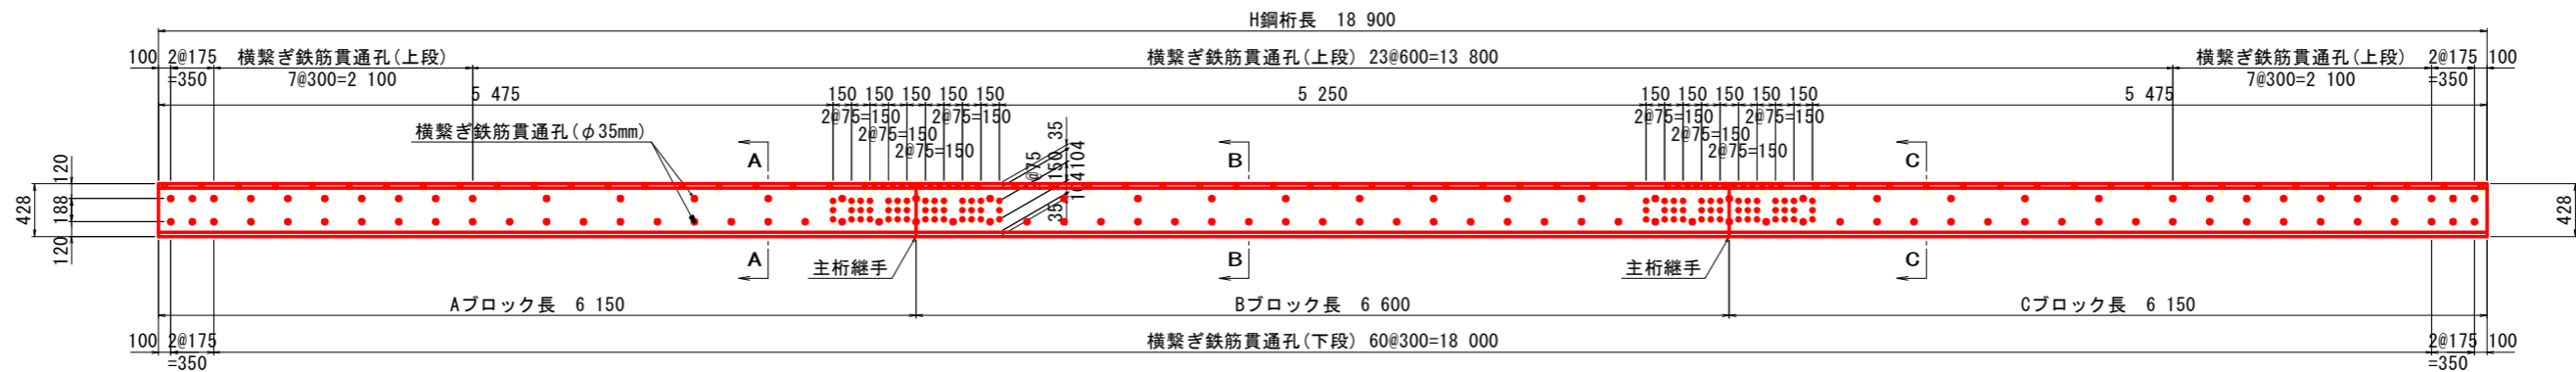 H鋼桁長 18 900
100 2@175 横繋ぎ鉄筋貫通孔(上段) 横繋ぎ鉄筋貫通孔(上段) 23@600=13 800 横繋ぎ鉄筋貫通孔(上段) 2@175 100
=350 7@300=2 100 7@300=2 100 =350
5 475 150 150 150 150 150 5 250 150 150 150 150 150 5 475
2@75=150 2@75=150 2@75=150 2@75=150
横繋ぎ鉄筋貫通孔(φ35mm) 2@75=150 2@75=150
2@75=150 2@75=150
35
104
150
104
35
A B C
120
428 188 428
120
A B C
主桁継手 主桁継手
Aブロック長 6 150 Bブロック長 6 600 Cブロック長 6 150
100 2@175 横繋ぎ鉄筋貫通孔(下段) 60@300=18 000 2@175 100
=350 =350